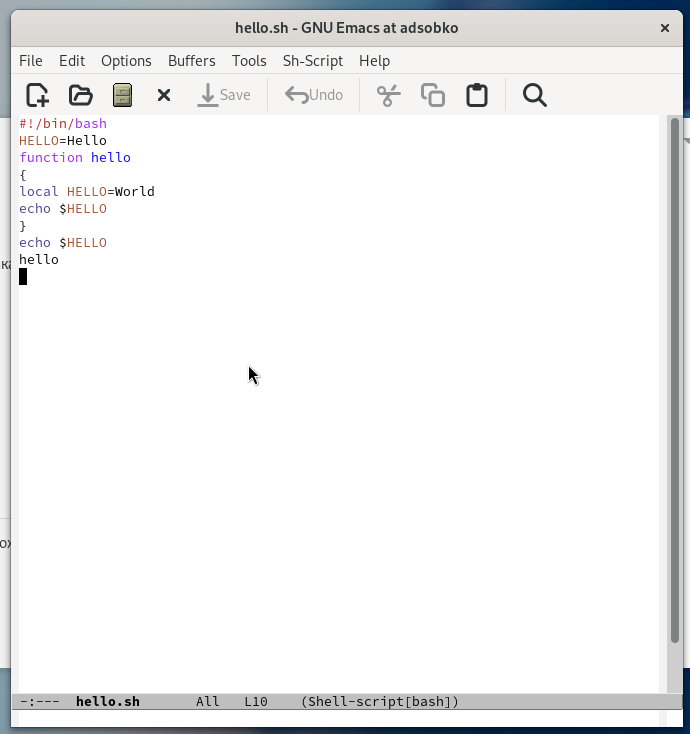 hello.sh - GNU Emacs at adsobko
File Edit Options Buffers Tools Sh-Script Help
Save Undo
#!/bin/bash
HELLO=Hello
function hello
{
local HELLO=World
echo $HELLO
}
echo $HELLO
hello
-:--- hello.sh All L10 (Shell-script[bash])